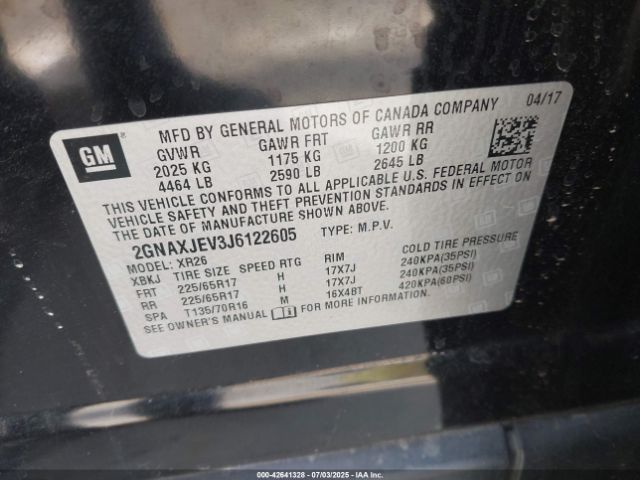 MFD BY GENERAL MOTORS OF CANADA COMPANY 04/17
GM
GVWR GAWR FRT GAWR RR
2025 KG 1175 KG 1200 KG
4464 LB 2590 LB 2645 LB
THIS VEHICLE CONFORMS TO ALL APPLICABLE U.S. FEDERAL MOTOR
VEHICLE SAFETY AND THEFT PREVENTION STANDARDS IN EFFECT ON
THE DATE OF MANUFACTURE SHOWN ABOVE.
2GNAXJEV3J6122605 TYPE: M.P.V.
MODEL: XR26
XBKJ TIRE SIZE SPEED RTG RIM COLD TIRE PRESSURE
FRT 225/65R17 H 17X7J 240KPA(35PSI)
RR 225/65R17 H 17X7J 240KPA(35PSI)
SPA T135/70R16 M 16X4BT 420KPA(60PSI)
SEE OWNER'S MANUAL FOR MORE INFORMATION.
000-42641328 - 07/03/2025 - IAA Inc.